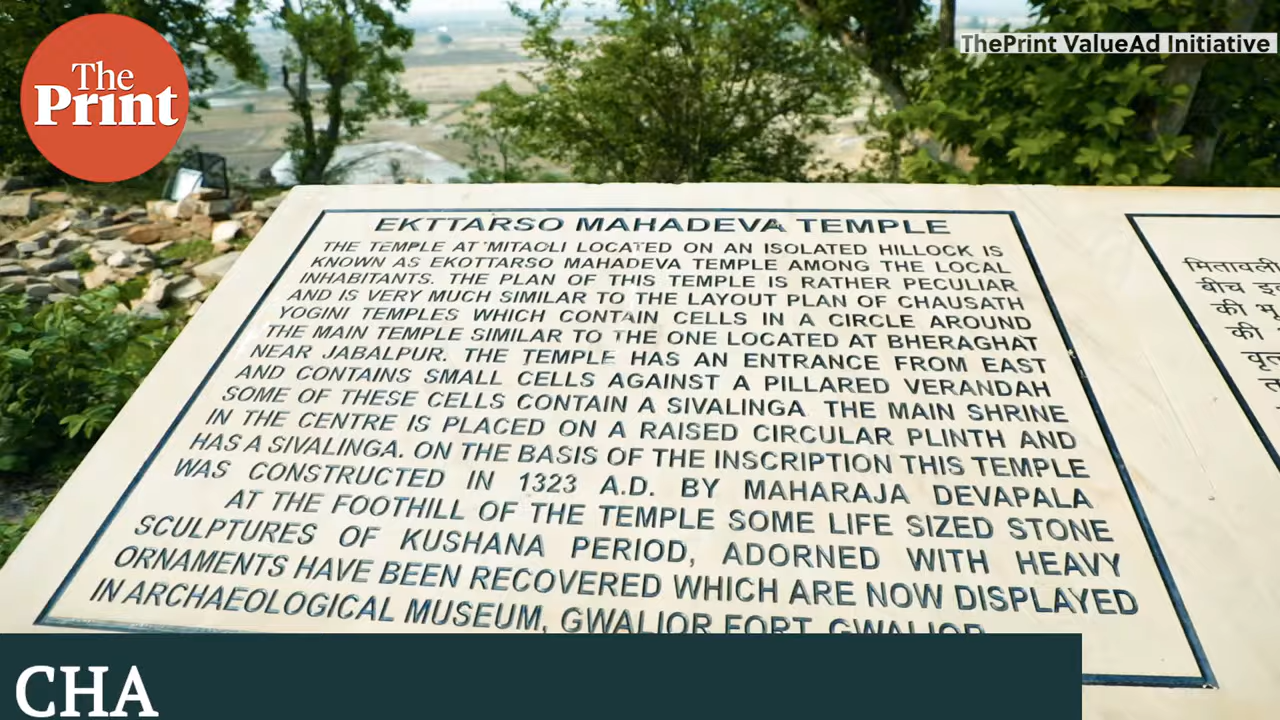 The
Print
ThePrint ValueAd Initiative
EKTTARSO MAHADEVA TEMPLE
THE TEMPLE AT MITAOLI LOCATED ON AN ISOLATED HILLOCK IS
KNOWN AS EKOTTARSO MAHADEVA TEMPLE AMONG THE LOCAL
INHABITANTS. THE PLAN OF THIS TEMPLE IS RATHER PECULIAR
AND IS VERY MUCH SIMILAR TO THE LAYOUT PLAN OF CHAUSATH
YOGINI TEMPLES WHICH CONTAIN CELLS IN A CIRCLE AROUND
THE MAIN TEMPLE SIMILAR TO THE ONE LOCATED AT BHERAGHAT
NEAR JABALPUR. THE TEMPLE HAS AN ENTRANCE FROM EAST
AND CONTAINS SMALL CELLS AGAINST A PILLARED VERANDAH
SOME OF THESE CELLS CONTAIN A SIVALINGA. THE MAIN SHRINE
IN THE CENTRE IS PLACED ON A RAISED CIRCULAR PLINTH AND
HAS A SIVALINGA. ON THE BASIS OF THE INSCRIPTION THIS TEMPLE
WAS CONSTRUCTED IN 1323 A.D. BY MAHARAJA DEVAPALA
AT THE FOOTHILL OF THE TEMPLE SOME LIFE SIZED STONE
SCULPTURES OF KUSHANA PERIOD, ADORNED WITH HEAVY
ORNAMENTS HAVE BEEN RECOVERED WHICH ARE NOW DISPLAYED
IN ARCHAEOLOGICAL MUSEUM, GWALIOR FORT, GWALIOR
मितावली
बीच
की
की
CHA